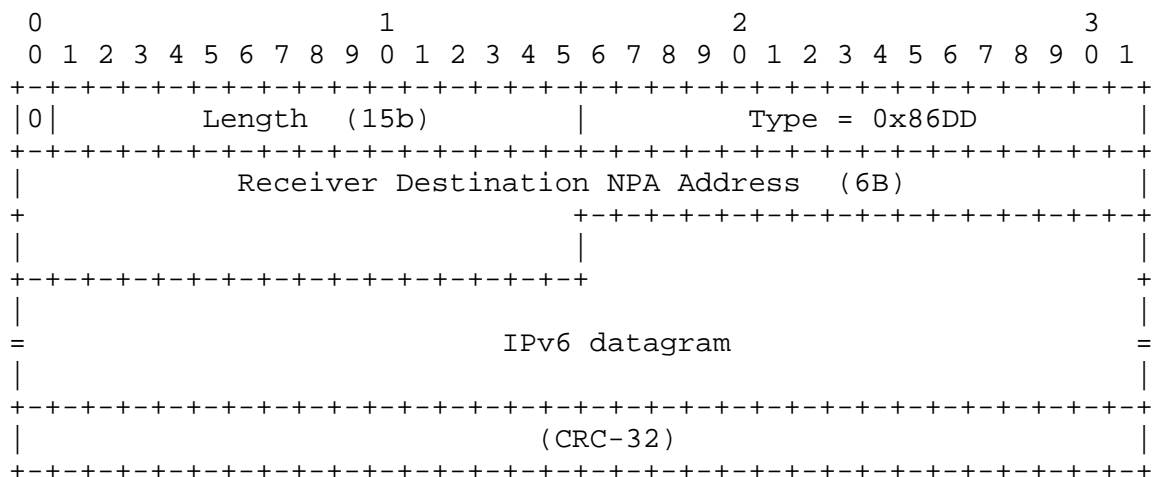 0                   1                   2                   3
 0 1 2 3 4 5 6 7 8 9 0 1 2 3 4 5 6 7 8 9 0 1 2 3 4 5 6 7 8 9 0 1
+-+-+-+-+-+-+-+-+-+-+-+-+-+-+-+-+-+-+-+-+-+-+-+-+-+-+-+-+-+-+-+-+
|0|        Length  (15b)        |         Type = 0x86DD         |
+-+-+-+-+-+-+-+-+-+-+-+-+-+-+-+-+-+-+-+-+-+-+-+-+-+-+-+-+-+-+-+-+
|            Receiver Destination NPA Address  (6B)             |
+                               +-+-+-+-+-+-+-+-+-+-+-+-+-+-+-+-+
|                               |                               |
+-+-+-+-+-+-+-+-+-+-+-+-+-+-+-+-+                               +
|                                                               |
=                           IPv6 datagram                       =
|                                                               |
+-+-+-+-+-+-+-+-+-+-+-+-+-+-+-+-+-+-+-+-+-+-+-+-+-+-+-+-+-+-+-+-+
|                             (CRC-32)                          |
+-+-+-+-+-+-+-+-+-+-+-+-+-+-+-+-+-+-+-+-+-+-+-+-+-+-+-+-+-+-+-+-+